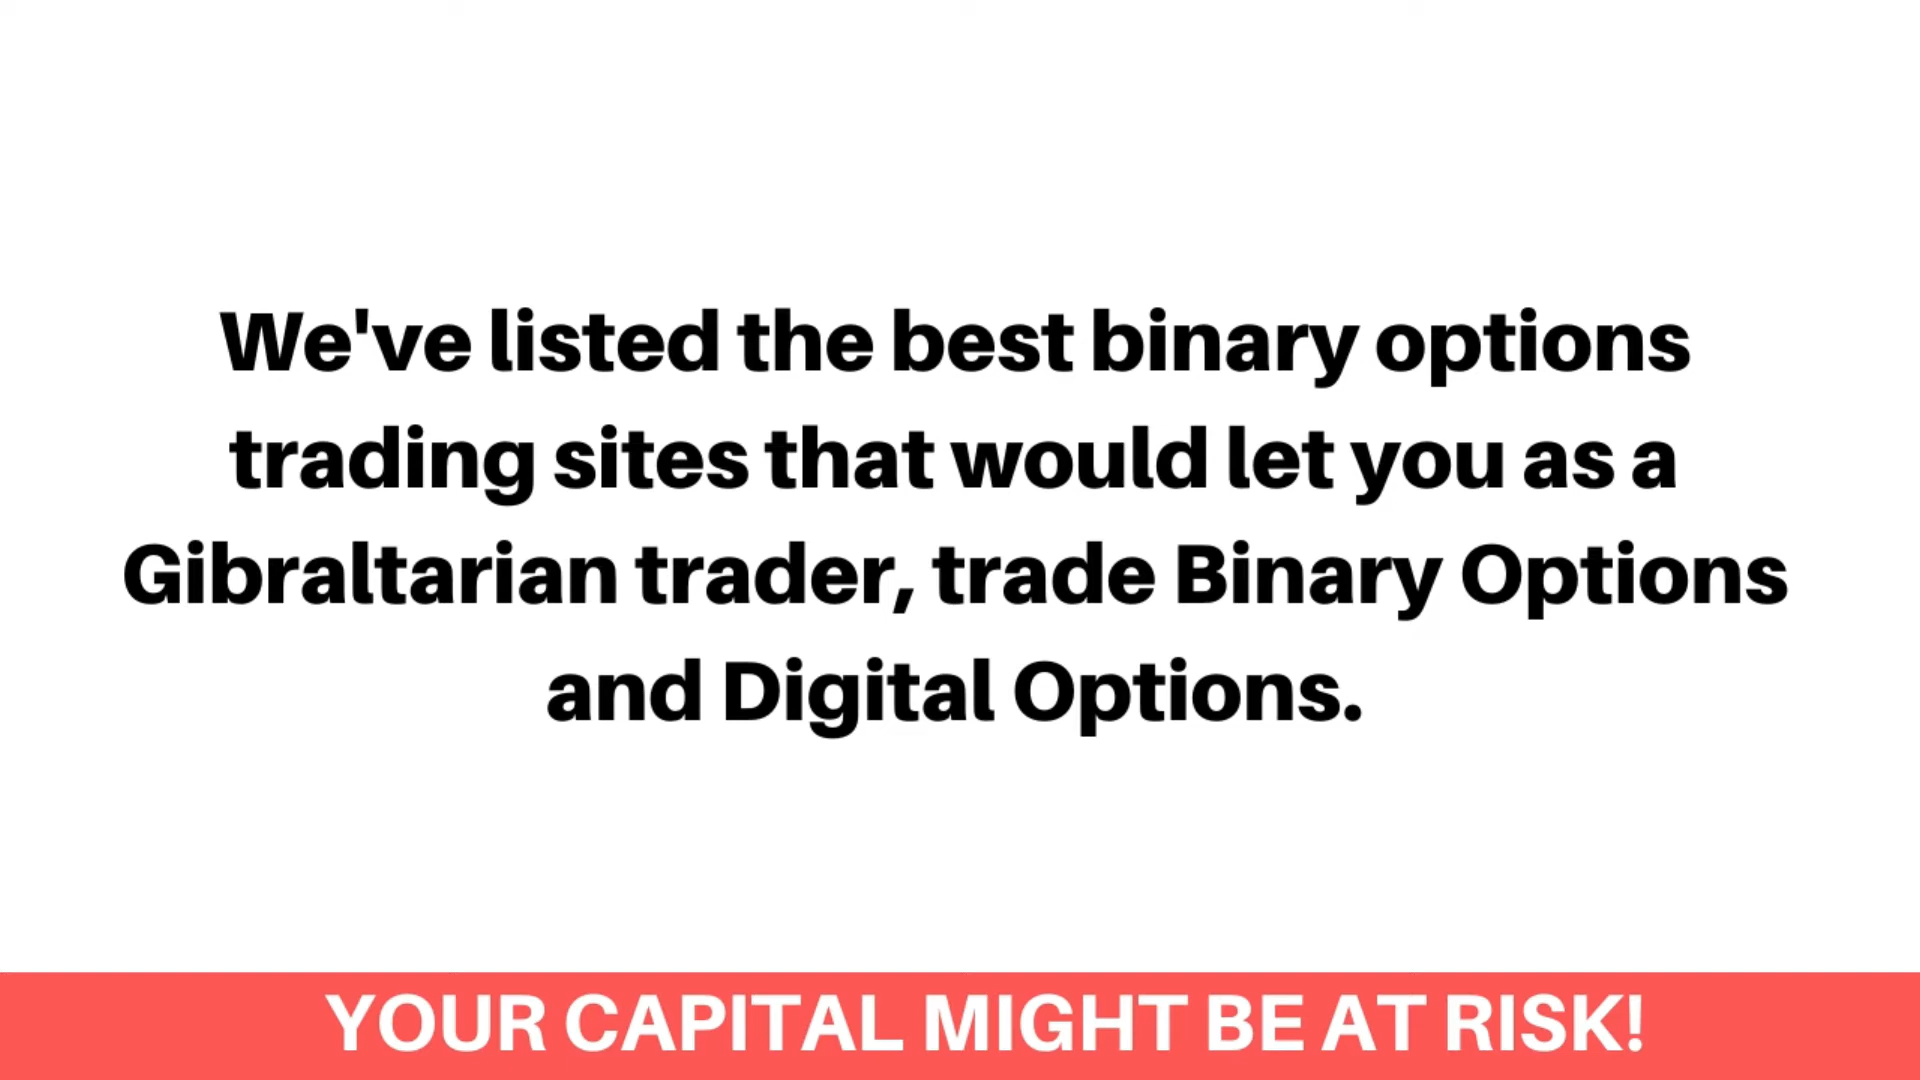 We've listed the best binary options
trading sites that would let you as a
Gibraltarian trader, trade Binary Options
and Digital Options.
YOUR CAPITAL MIGHT BE AT RISK!